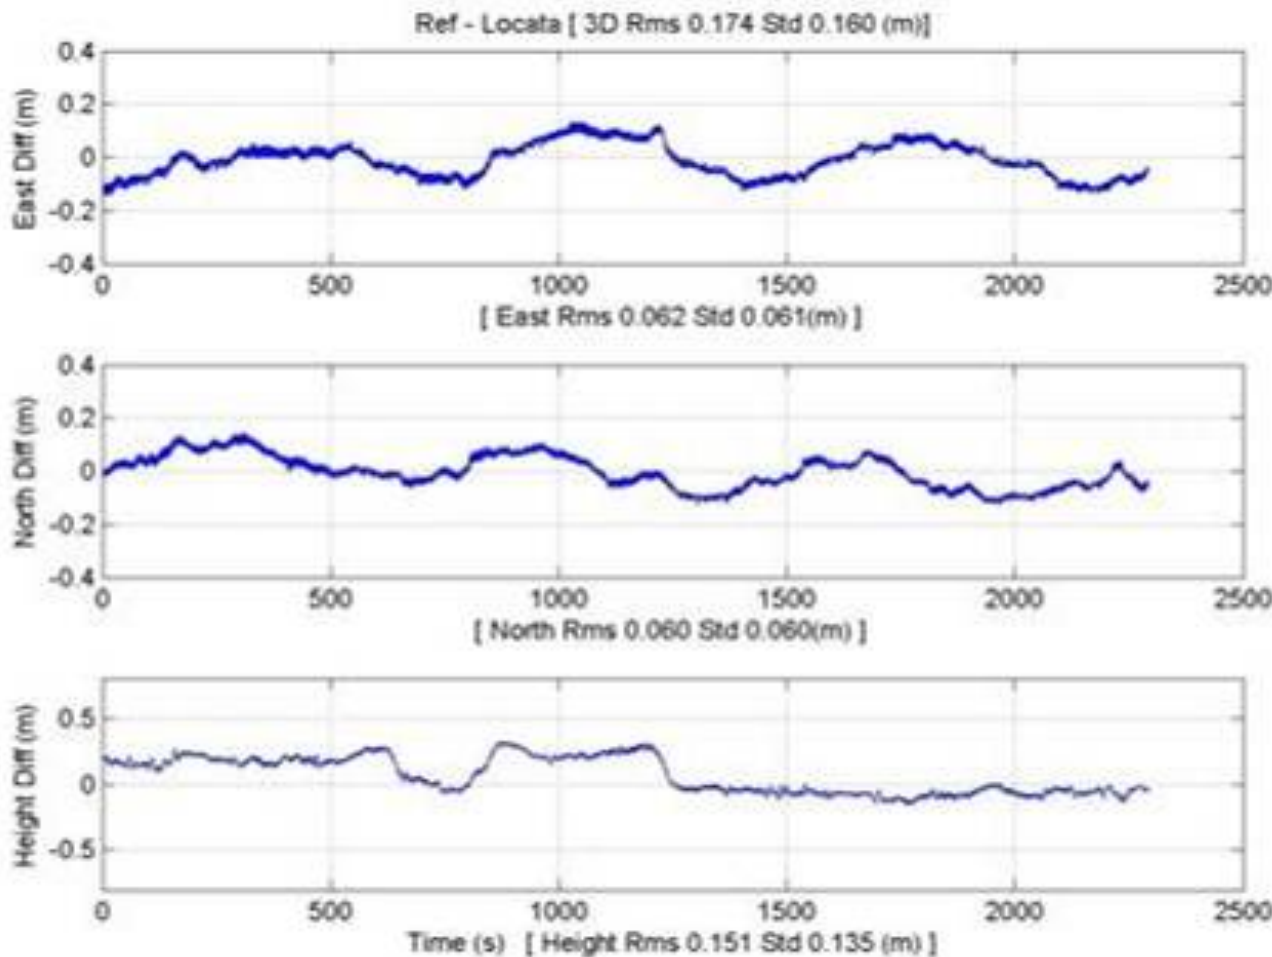 Ref - Locata [ 3D Rms 0.174 Std 0.160 (m)]
East Diff (m)
0.4
0.2
0
-0.2
-0.4
0 500 1000 1500 2000 2500
[ East Rms 0.062 Std 0.061(m) ]
North Diff (m)
0.4
0.2
0
-0.2
-0.4
0 500 1000 1500 2000 2500
[ North Rms 0.060 Std 0.060(m) ]
Height Diff (m)
0.5
0
-0.5
0 500 1000 1500 2000 2500
Time (s) [ Height Rms 0.151 Std 0.135 (m) ]